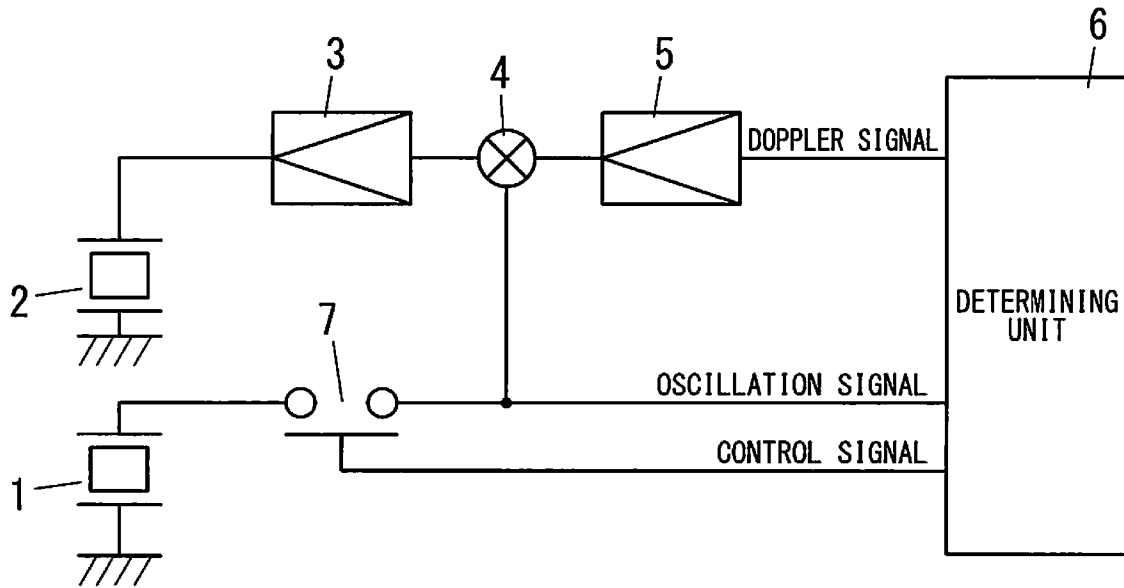 6
3
4
5
DOPPLER SIGNAL
2
7
DETERMINING
UNIT
OSCILLATION SIGNAL
CONTROL SIGNAL
1